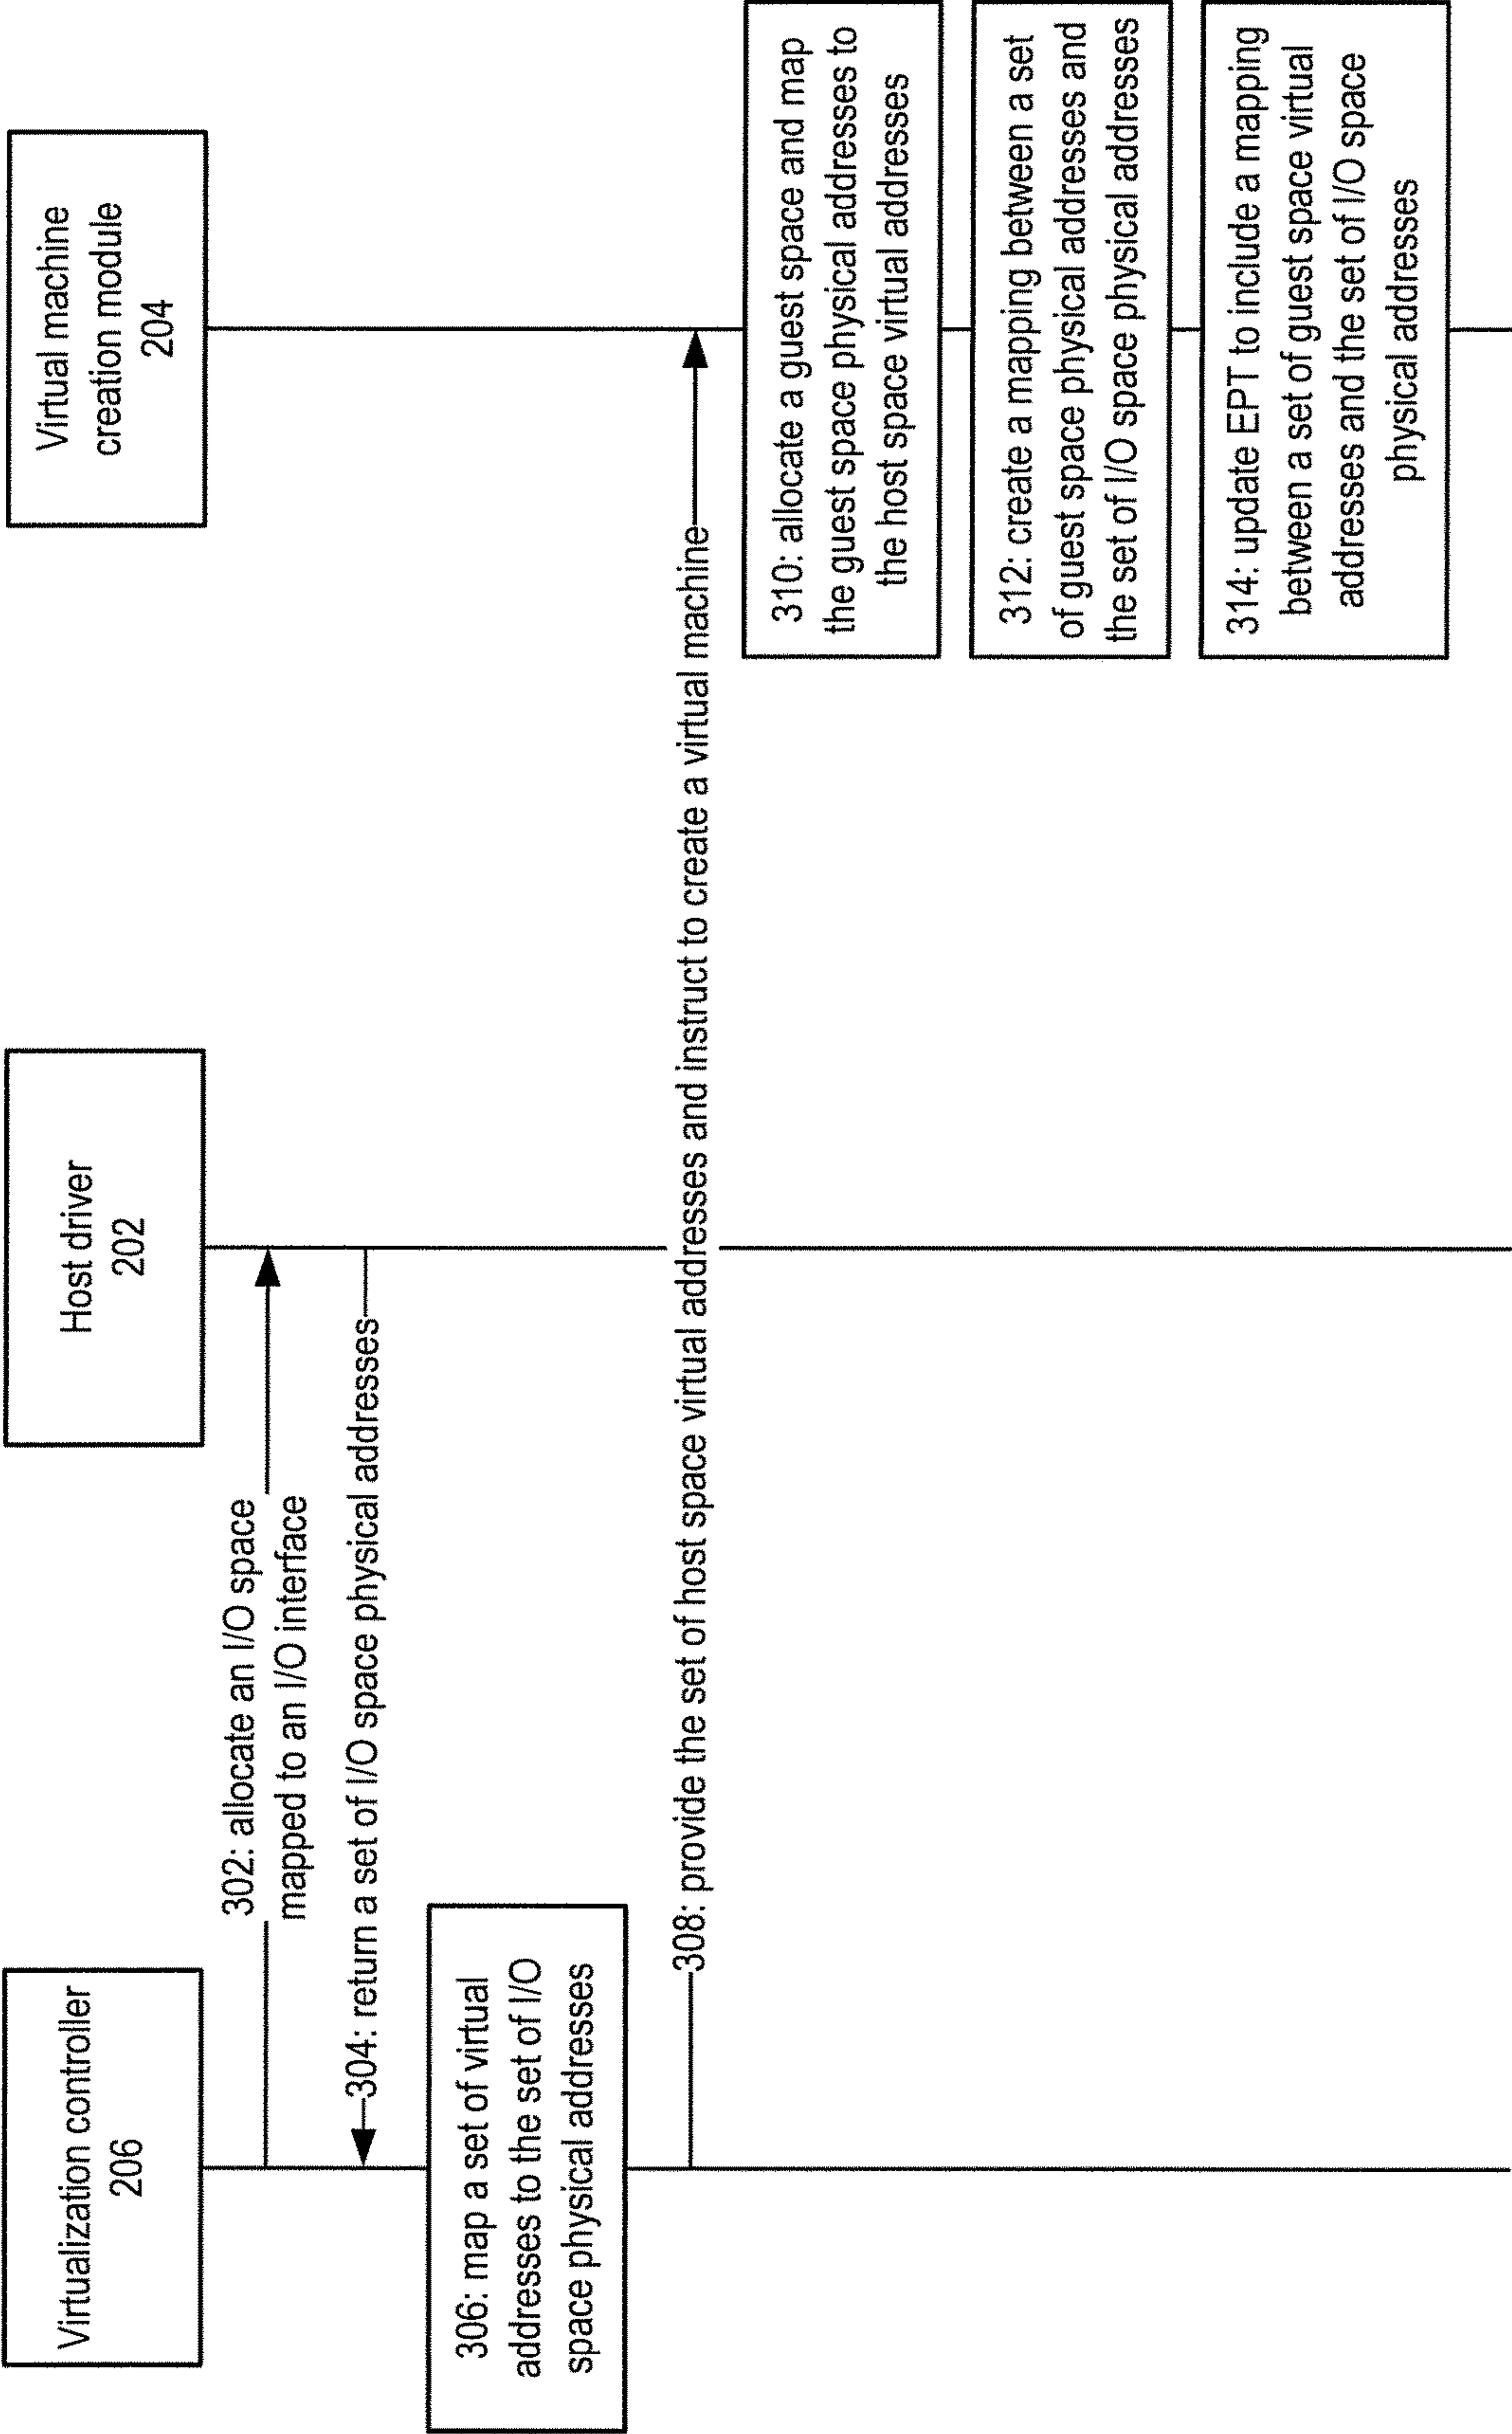 Virtualization controller
206
Host driver
202
Virtual machine
creation module
204
302: allocate an I/O space
mapped to an I/O interface
304: return a set of I/O space physical addresses
306: map a set of virtual
addresses to the set of I/O
space physical addresses
308: provide the set of host space virtual addresses and instruct to create a virtual machine
310: allocate a guest space and map
the guest space physical addresses to
the host space virtual addresses
312: create a mapping between a set
of guest space physical addresses and
the set of I/O space physical addresses
314: update EPT to include a mapping
between a set of guest space virtual
addresses and the set of I/O space
physical addresses